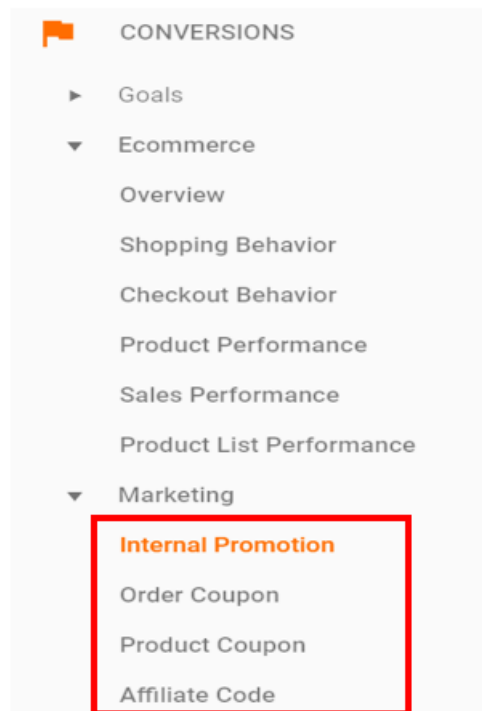 CONVERSIONS
Goals
Ecommerce
Overview
Shopping Behavior
Checkout Behavior
Product Performance
Sales Performance
Product List Performance
Marketing
Internal Promotion
Order Coupon
Product Coupon
Affiliate Code